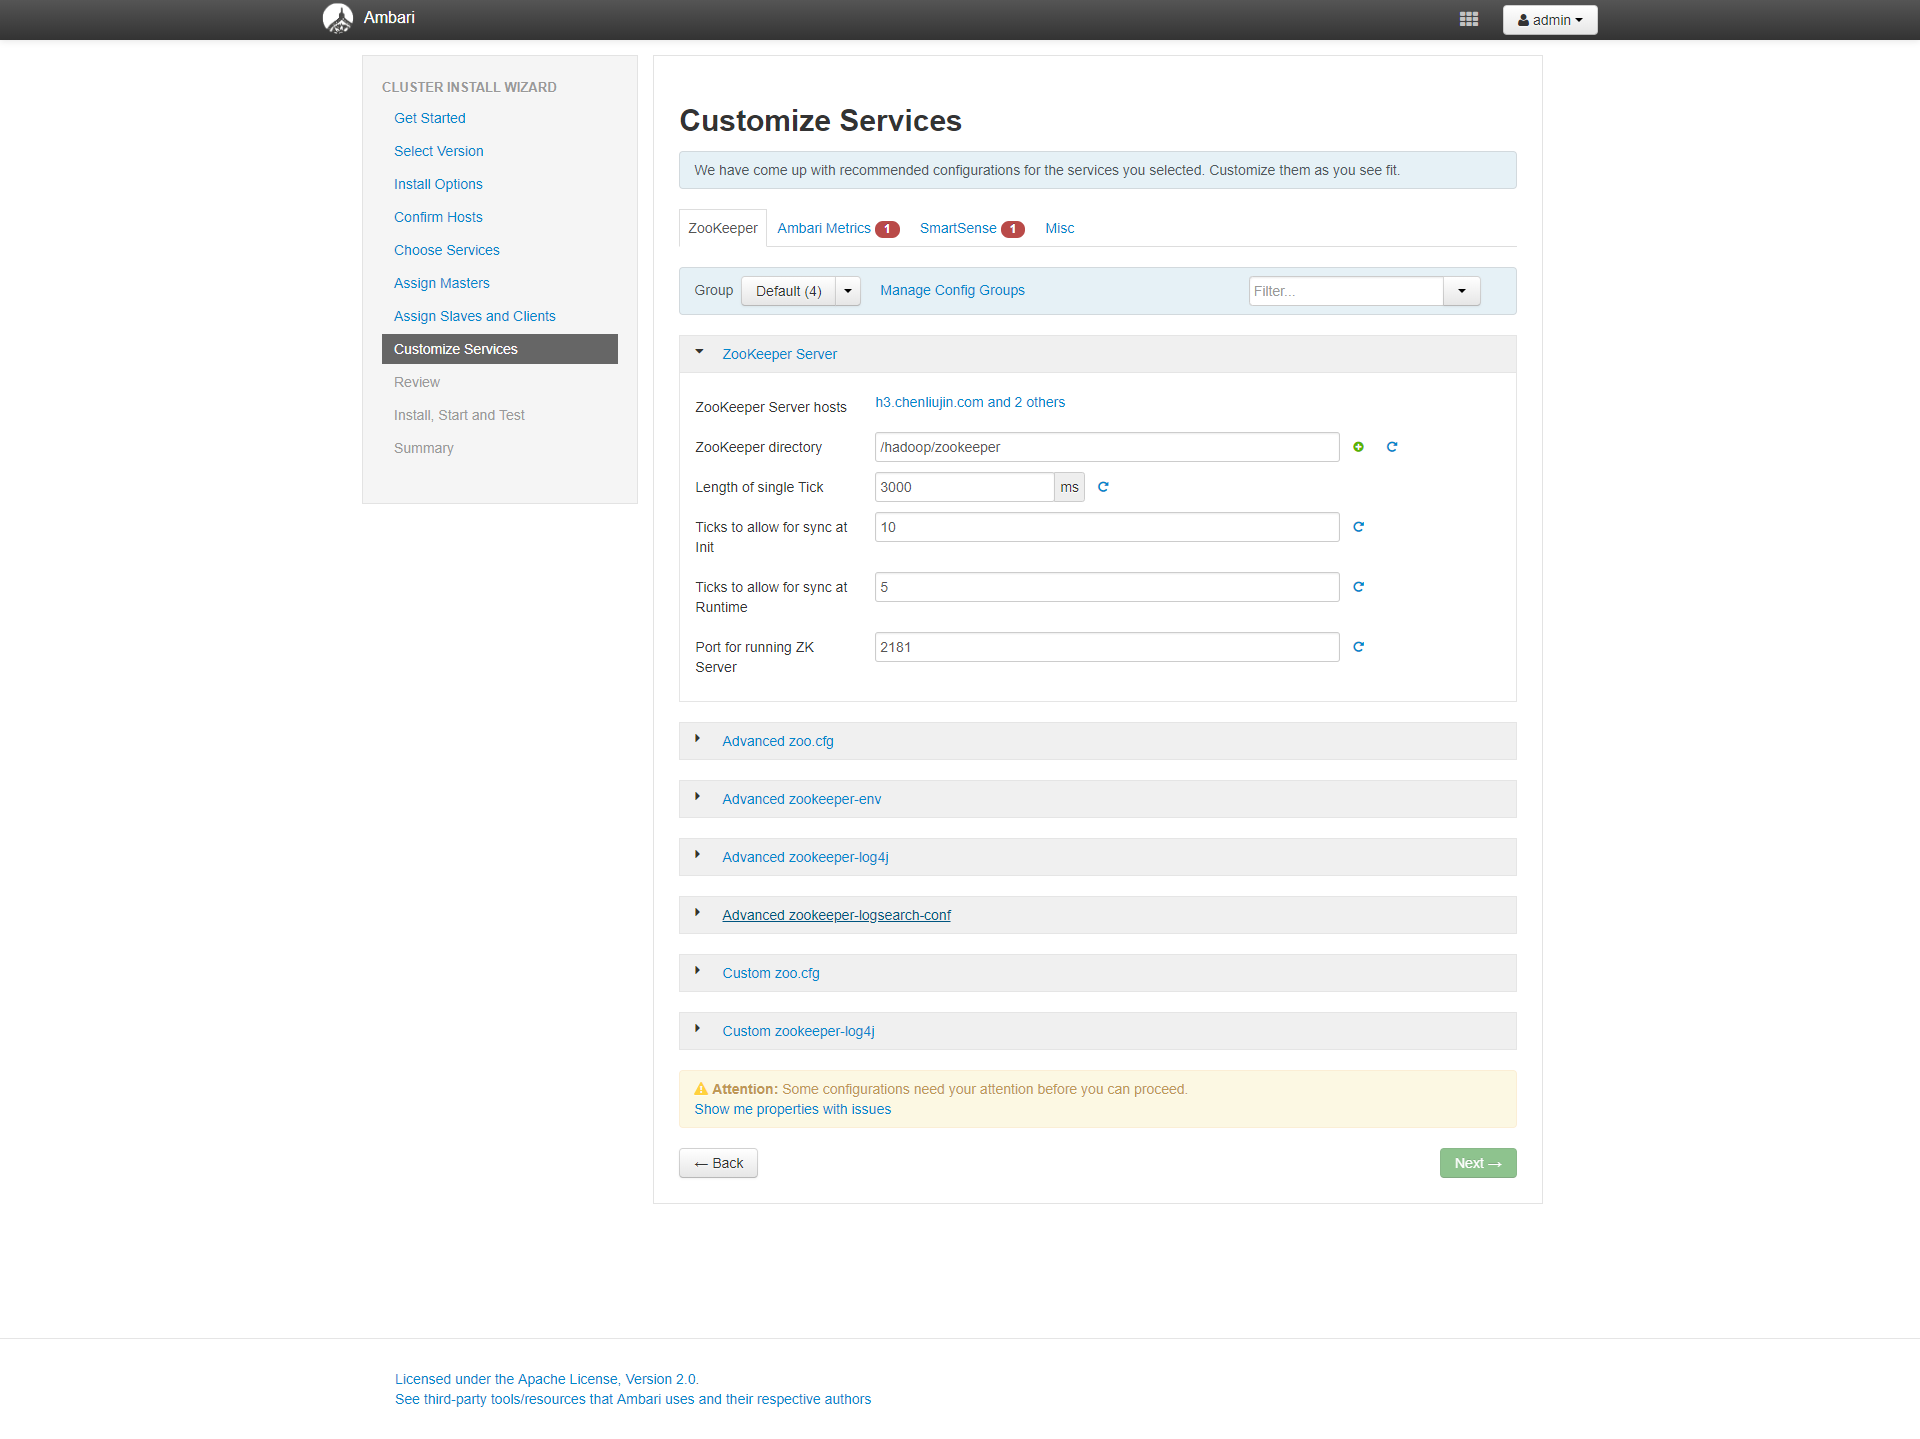 Ambari
admin
CLUSTER INSTALL WIZARD
Get Started
Select Version
Install Options
Confirm Hosts
Choose Services
Assign Masters
Assign Slaves and Clients
Customize Services
Review
Install, Start and Test
Summary
Customize Services
We have come up with recommended configurations for the services you selected. Customize them as you see fit.
ZooKeeper Ambari Metrics 1 SmartSense 1 Misc
Group Default (4) Manage Config Groups Filter...
ZooKeeper Server
ZooKeeper Server hosts h3.chenliujin.com and 2 others
ZooKeeper directory /hadoop/zookeeper
Length of single Tick 3000 ms
Ticks to allow for sync at 10
Init
Ticks to allow for sync at 5
Runtime
Port for running ZK 2181
Server
Advanced zoo.cfg
Advanced zookeeper-env
Advanced zookeeper-log4j
Advanced zookeeper-logsearch-conf
Custom zoo.cfg
Custom zookeeper-log4j
Attention: Some configurations need your attention before you can proceed.
Show me properties with issues
← Back Next →
Licensed under the Apache License, Version 2.0.
See third-party tools/resources that Ambari uses and their respective authors